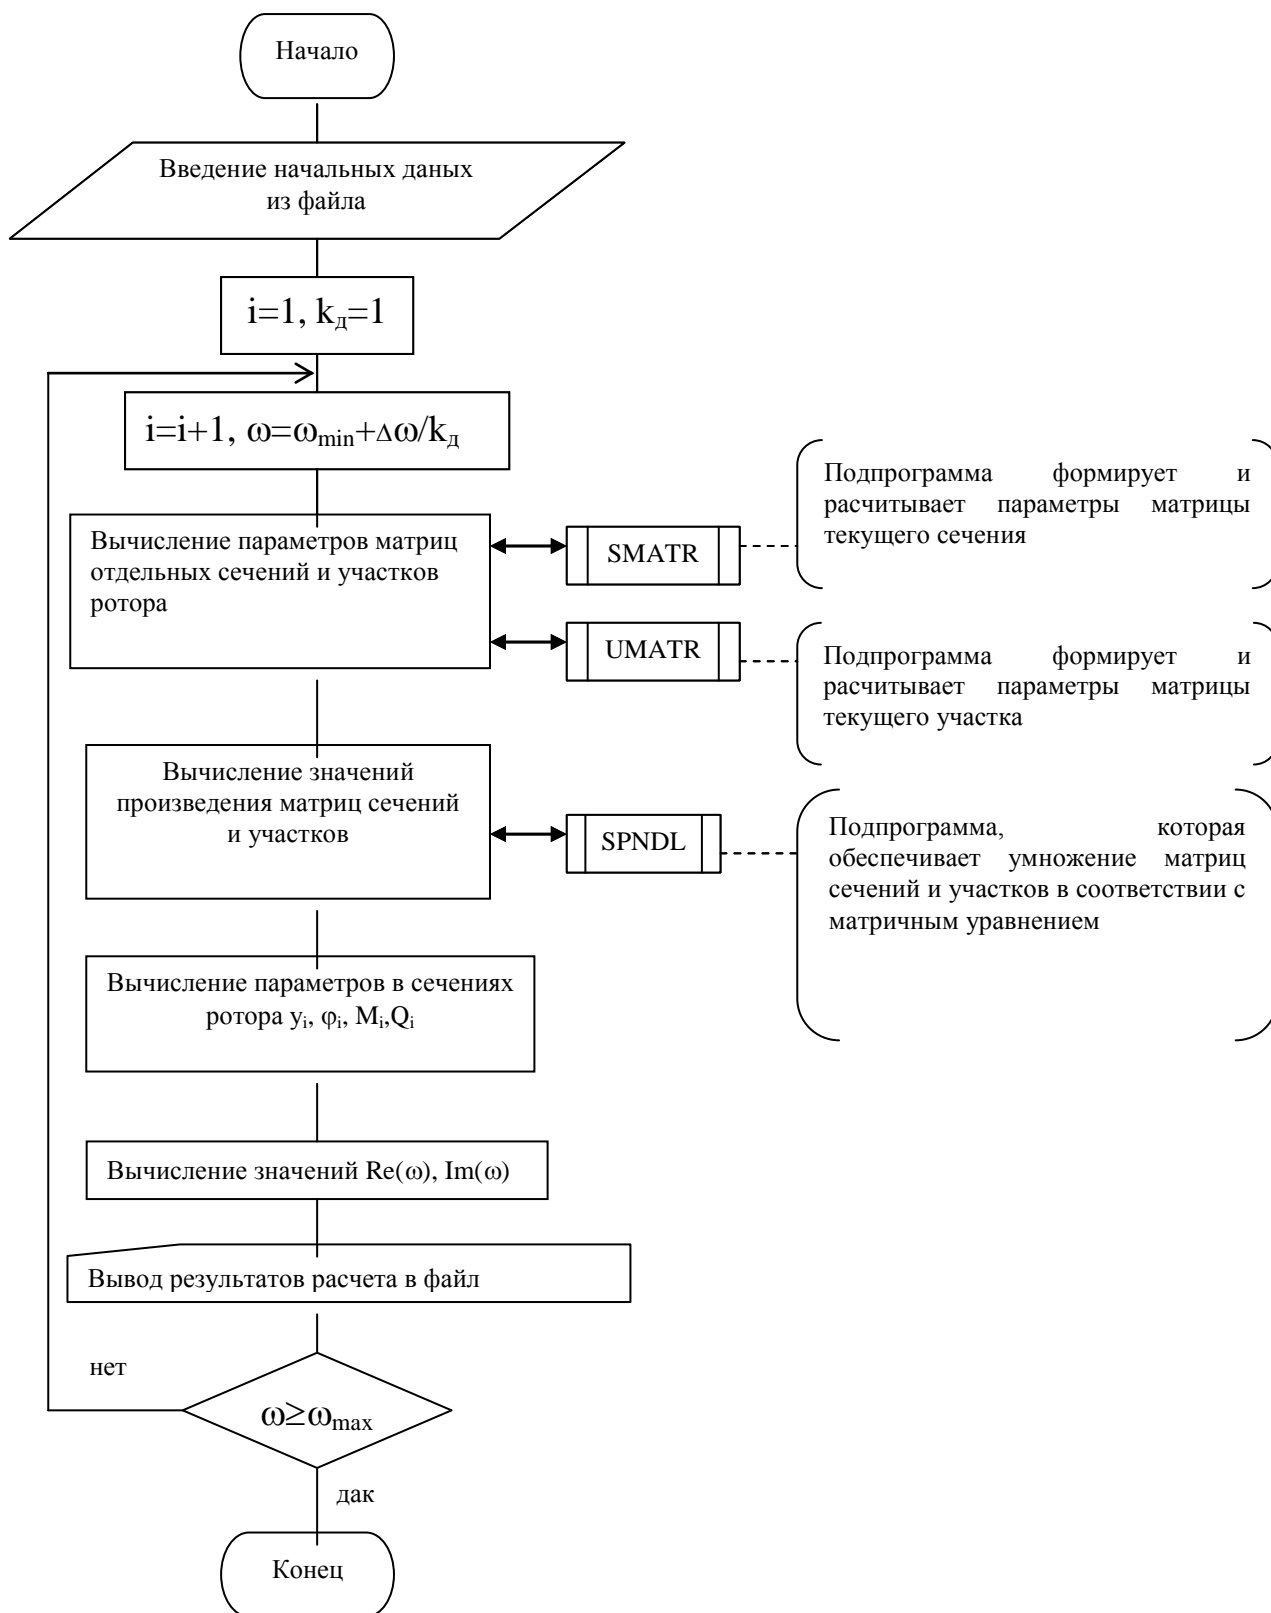 Начало
Введение начальных даных
из файла
i=1, kд=1
i=i+1, ω=ωmin+Δω/kд
Вычисление параметров матриц
отдельных сечений и участков
ротора
SMATR
Подпрограмма формирует и
расчитывает параметры матрицы
текущего сечения
UMATR
Подпрограмма формирует и
расчитывает параметры матрицы
текущего участка
Вычисление значений
произведения матриц сечений
и участков
SPNDL
Подпрограмма, которая
обеспечивает умножение матриц
сечений и участков в соответствии с
матричным уравнением
Вычисление параметров в сечениях
ротора yi, φi, Mi,Qi
Вычисление значений Re(ω), Im(ω)
Вывод результатов расчета в файл
нет
ω≥ωmax
дак
Конец